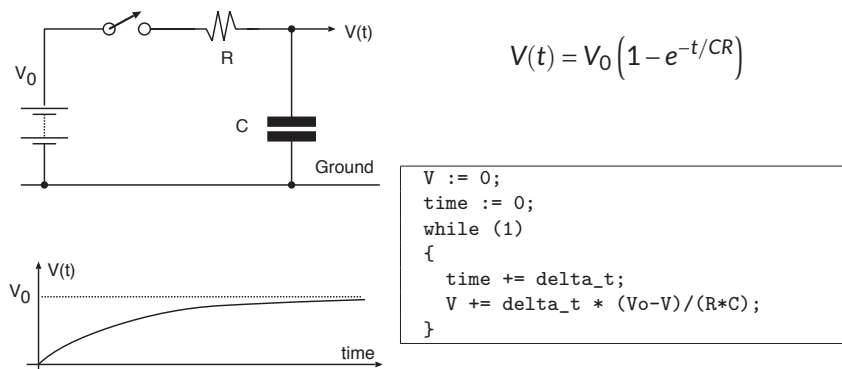 V(t)
R
V0
C
Ground
V(t) = V0 (1 − e^−t/CR)
V := 0;
time := 0;
while (1)
{
time += delta_t;
V += delta_t * (Vo-V)/(R*C);
}
V(t)
V0
time